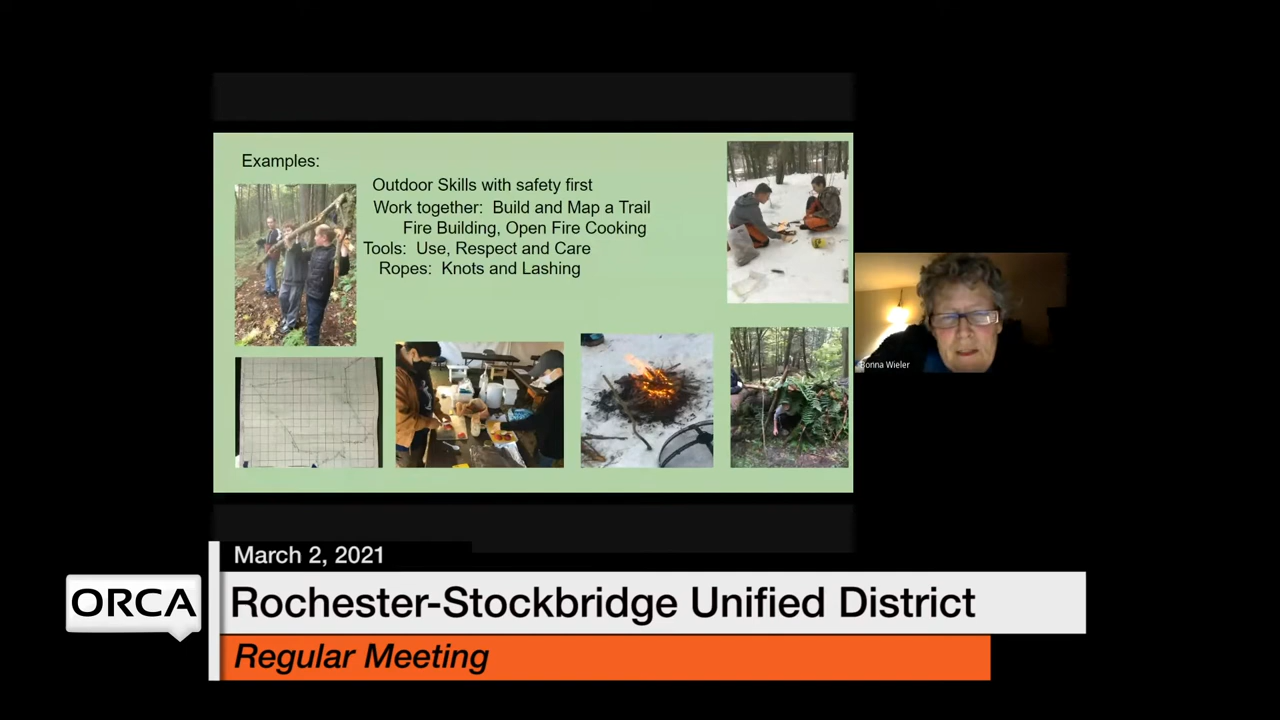 Examples:
Outdoor Skills with safety first
Work together: Build and Map a Trail
Fire Building, Open Fire Cooking
Tools: Use, Respect and Care
Ropes: Knots and Lashing
Bonna Wieler
March 2, 2021
ORCA
Rochester-Stockbridge Unified District
Regular Meeting